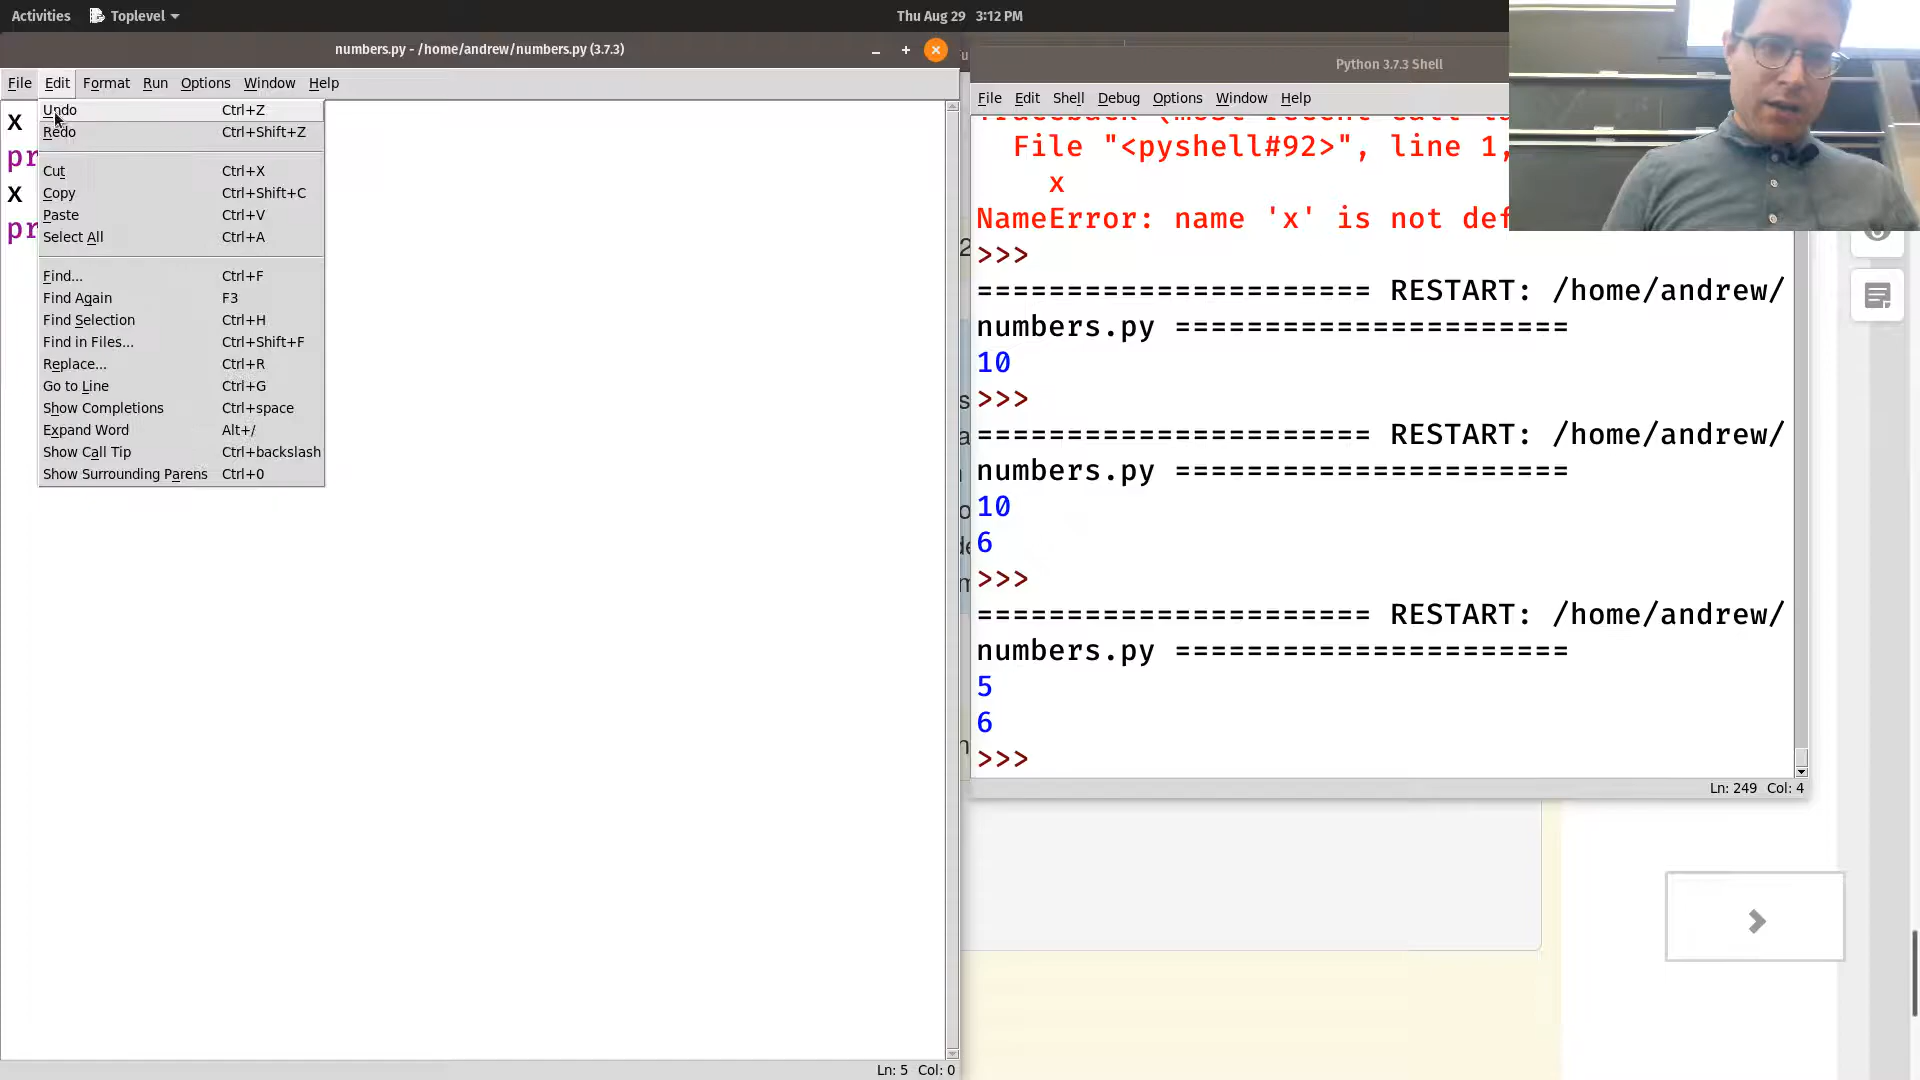 Activities Toplevel Thu Aug 29 3:12 PM
numbers.py - /home/andrew/numbers.py (3.7.3)
File Edit Format Run Options Window Help
Undo Ctrl+Z
Redo Ctrl+Shift+Z
Cut Ctrl+X
Copy Ctrl+Shift+C
Paste Ctrl+V
Select All Ctrl+A
Find... Ctrl+F
Find Again F3
Find Selection Ctrl+H
Find in Files... Ctrl+Shift+F
Replace... Ctrl+R
Go to Line Ctrl+G
Show Completions Ctrl+space
Expand Word Alt+/
Show Call Tip Ctrl+backslash
Show Surrounding Parens Ctrl+0
x
pr
x
pr
Ln: 5 Col: 0
Python 3.7.3 Shell
File Edit Shell Debug Options Window Help
File "<pyshell#92>", line 1,
x
NameError: name 'x' is not def
>>>
====================== RESTART: /home/andrew/
numbers.py ======================
10
>>>
====================== RESTART: /home/andrew/
numbers.py ======================
10
6
>>>
====================== RESTART: /home/andrew/
numbers.py ======================
5
6
>>>
Ln: 249 Col: 4